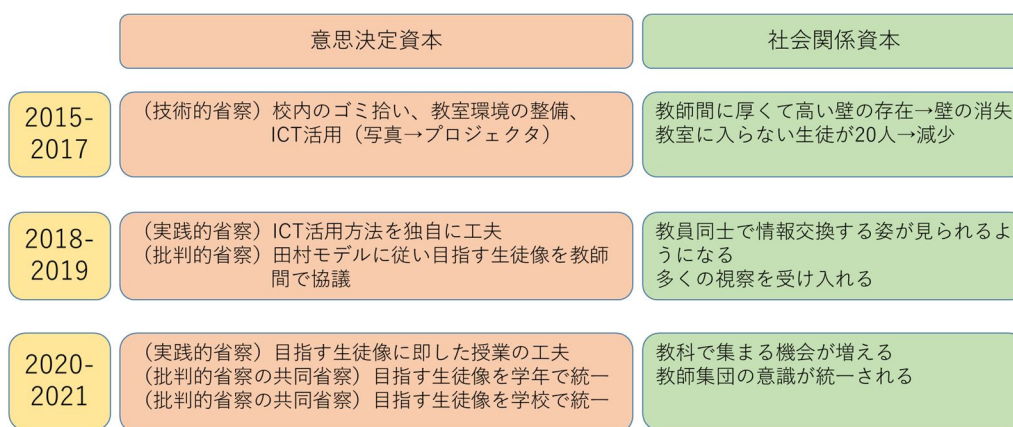 意思決定資本
社会関係資本
2015-
2017
（技術的省察）校内のゴミ拾い、教室環境の整備、
ICT活用（写真→プロジェクタ）
教師間に厚くて高い壁の存在→壁の消失
教室に入らない生徒が20人→減少
2018-
2019
（実践的省察）ICT活用方法を独自に工夫
（批判的省察）田村モデルに従い目指す生徒像を教師
間で協議
教員同士で情報交換する姿が見られるよ
うになる
多くの視察を受け入れる
2020-
2021
（実践的省察）目指す生徒像に即した授業の工夫
（批判的省察の共同省察）目指す生徒像を学年で統一
（批判的省察の共同省察）目指す生徒像を学校で統一
教科で集まる機会が増える
教師集団の意識が統一される